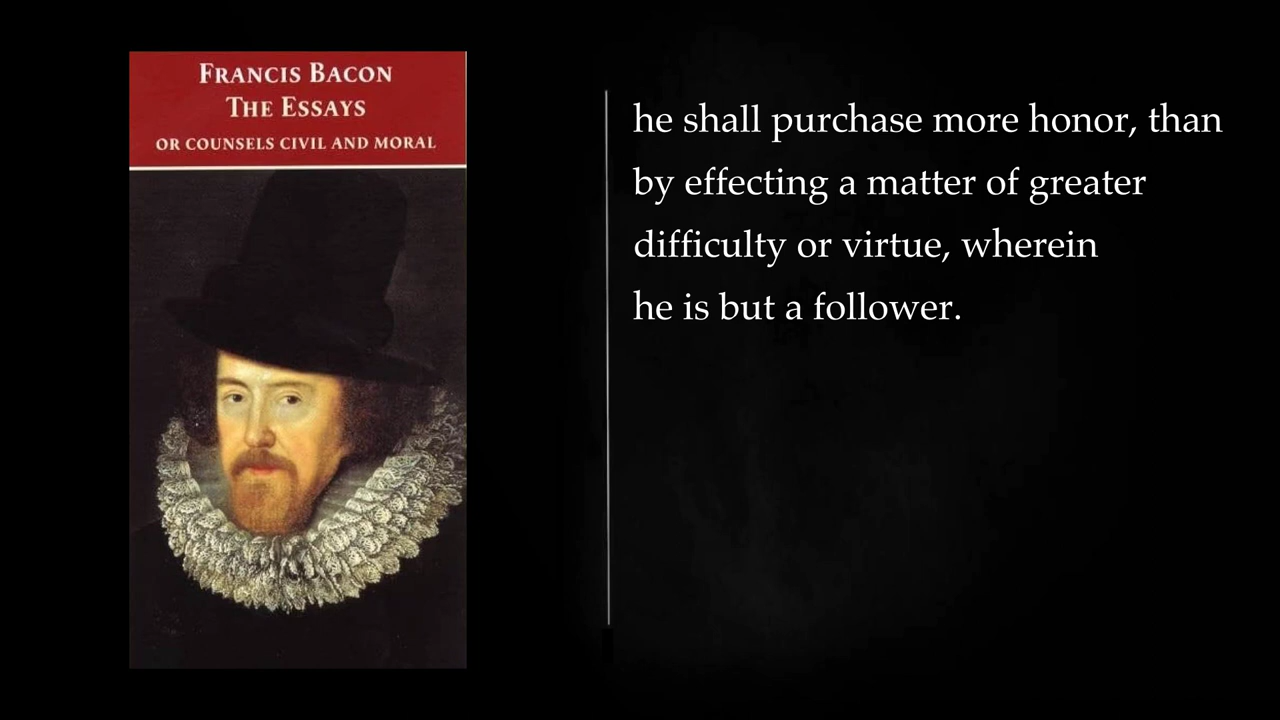 FRANCIS BACON
THE ESSAYS
OR COUNSELS CIVIL AND MORAL
he shall purchase more honor, than
by effecting a matter of greater
difficulty or virtue, wherein
he is but a follower.